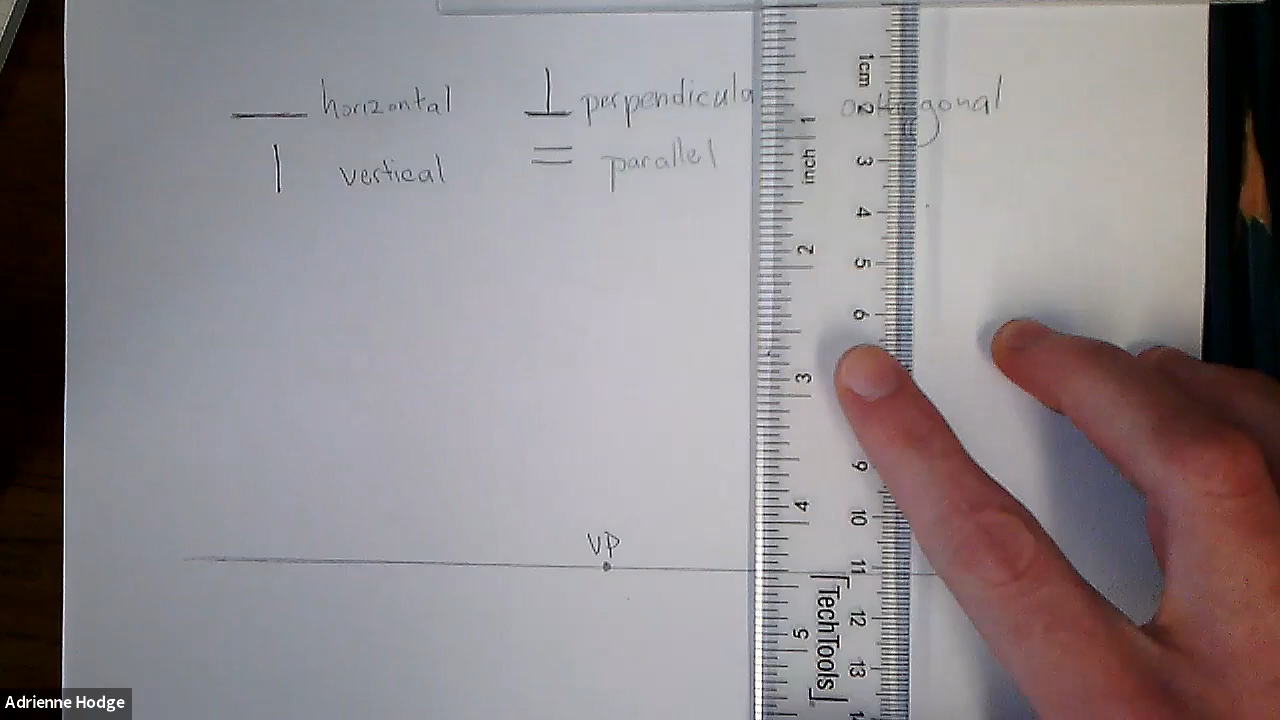 horizontal
perpendicula
orthogonal
vertical
parallel
1cm
2
3
4
5
6
9
10
11
12
13
1
inch
2
3
4
5
TechTools
VP
Adrienne Hodge